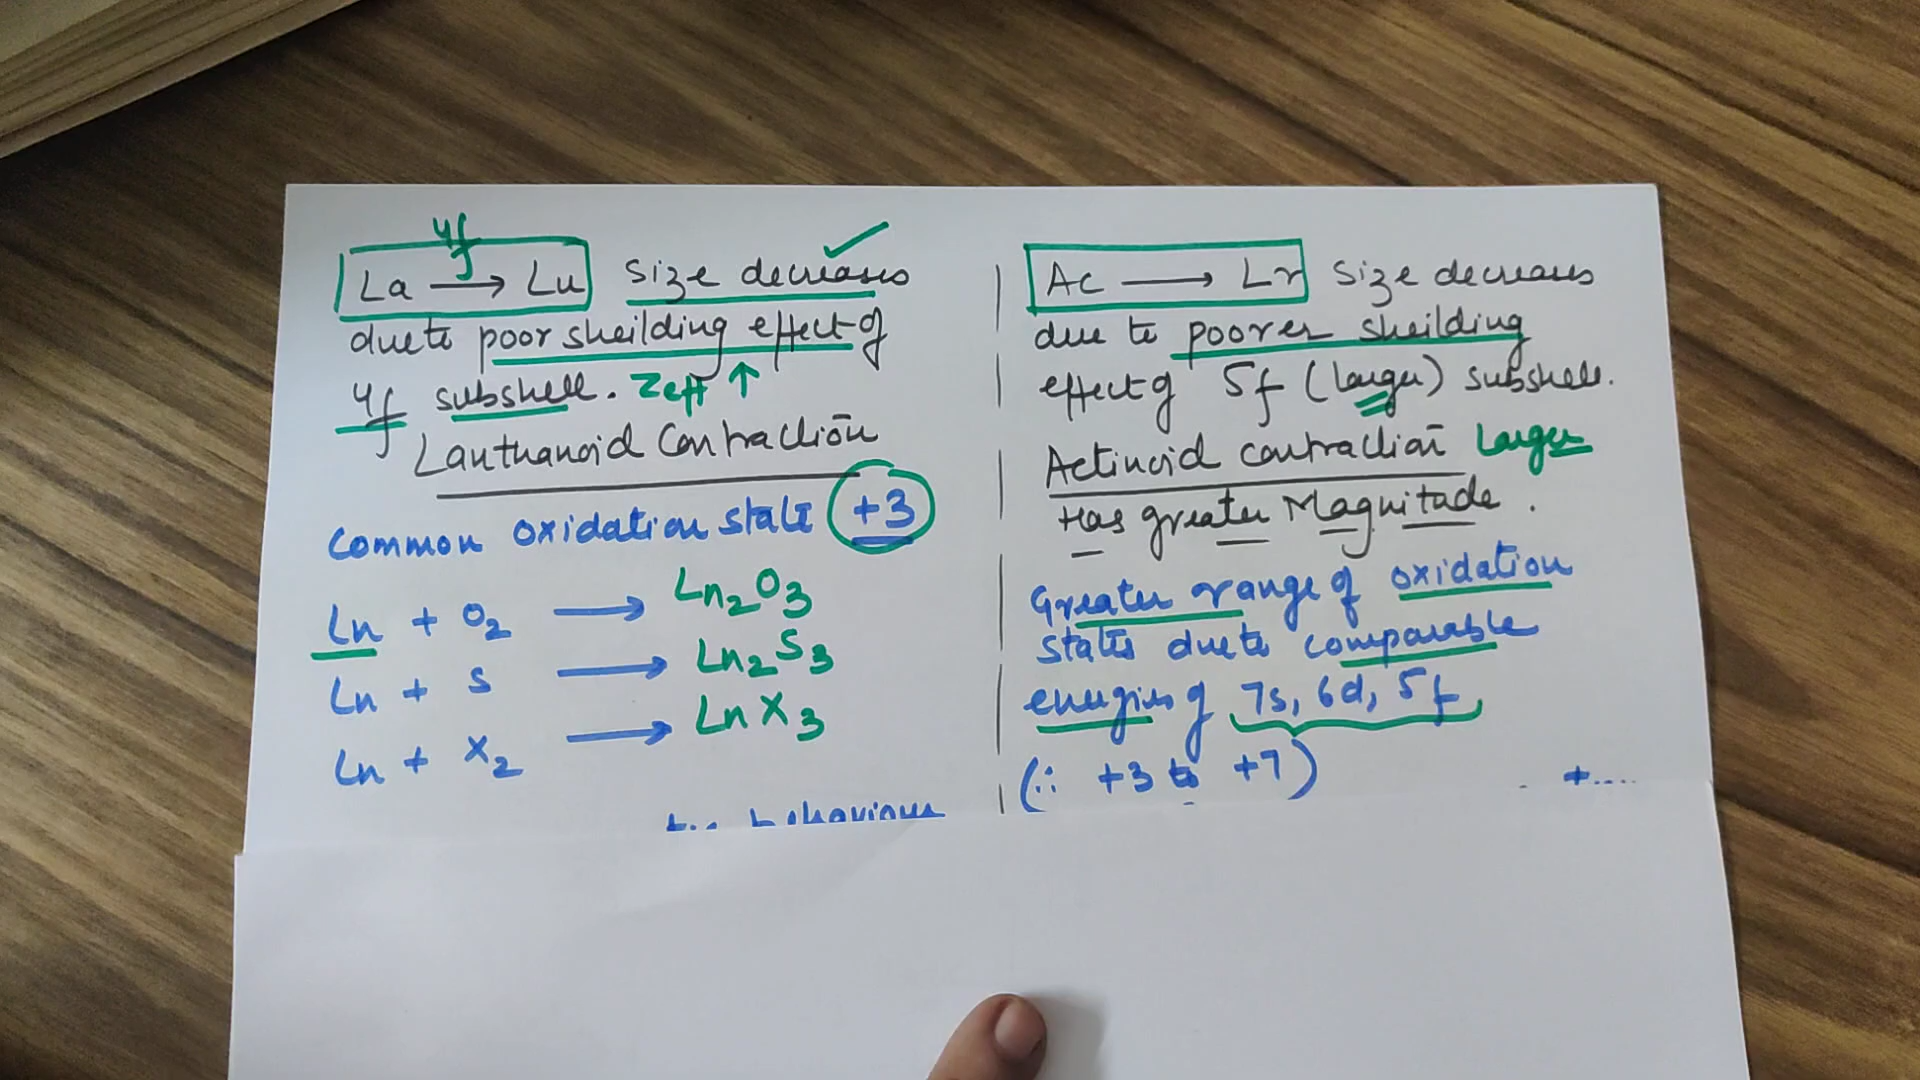 4f
La ⟶ Lu size decreases
due to poor sheilding effect of
4f subshell. Zeff ↑
Lanthanoid Contraction
Common oxidation state +3
Ln + O2 ⟶ Ln2O3
Ln + S ⟶ Ln2S3
Ln + X2 ⟶ LnX3
behaviour
Ac ⟶ Lr size decreases
due to poorer sheilding
effect of 5f (larger) subshell.
Actinoid contraction Larger
Has greater Magnitude.
Greater range of oxidation
states due to comparable
energies of 7s, 6d, 5f
(∴ +3 to +7)